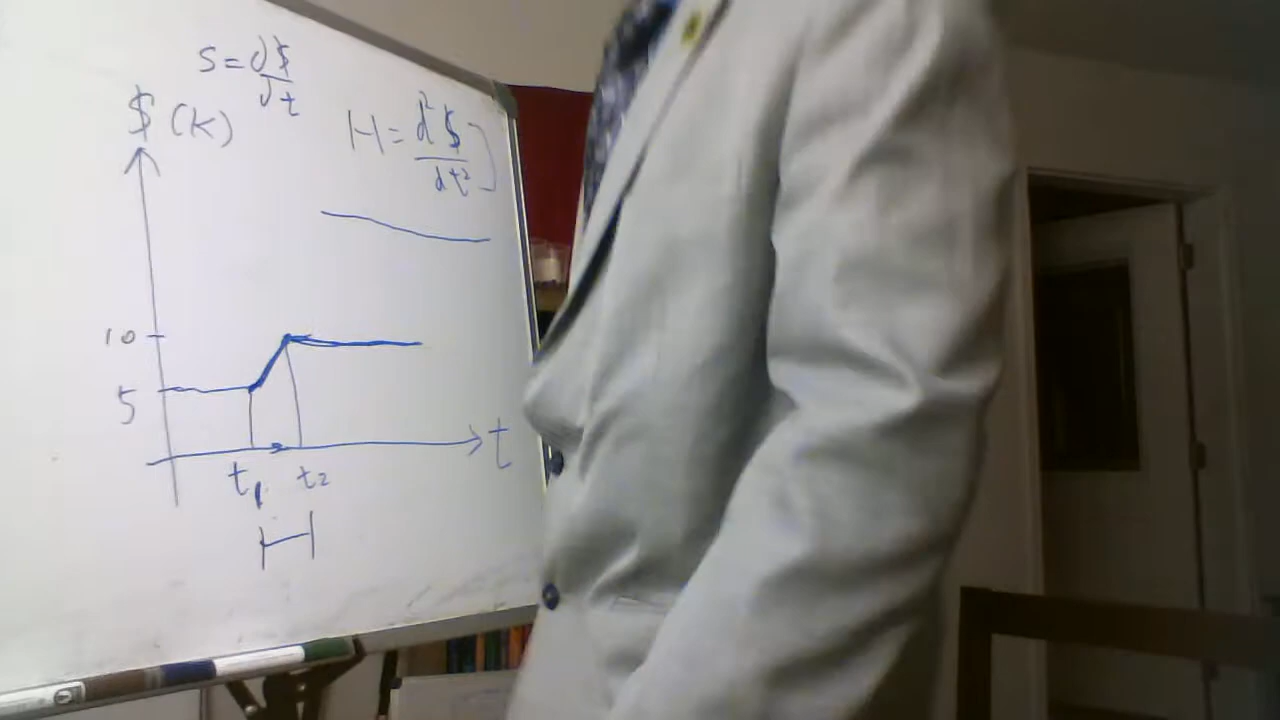 S = d$/dt
$ (K)
H = d²$/dt²
10
5
t
t₁ t₂
H